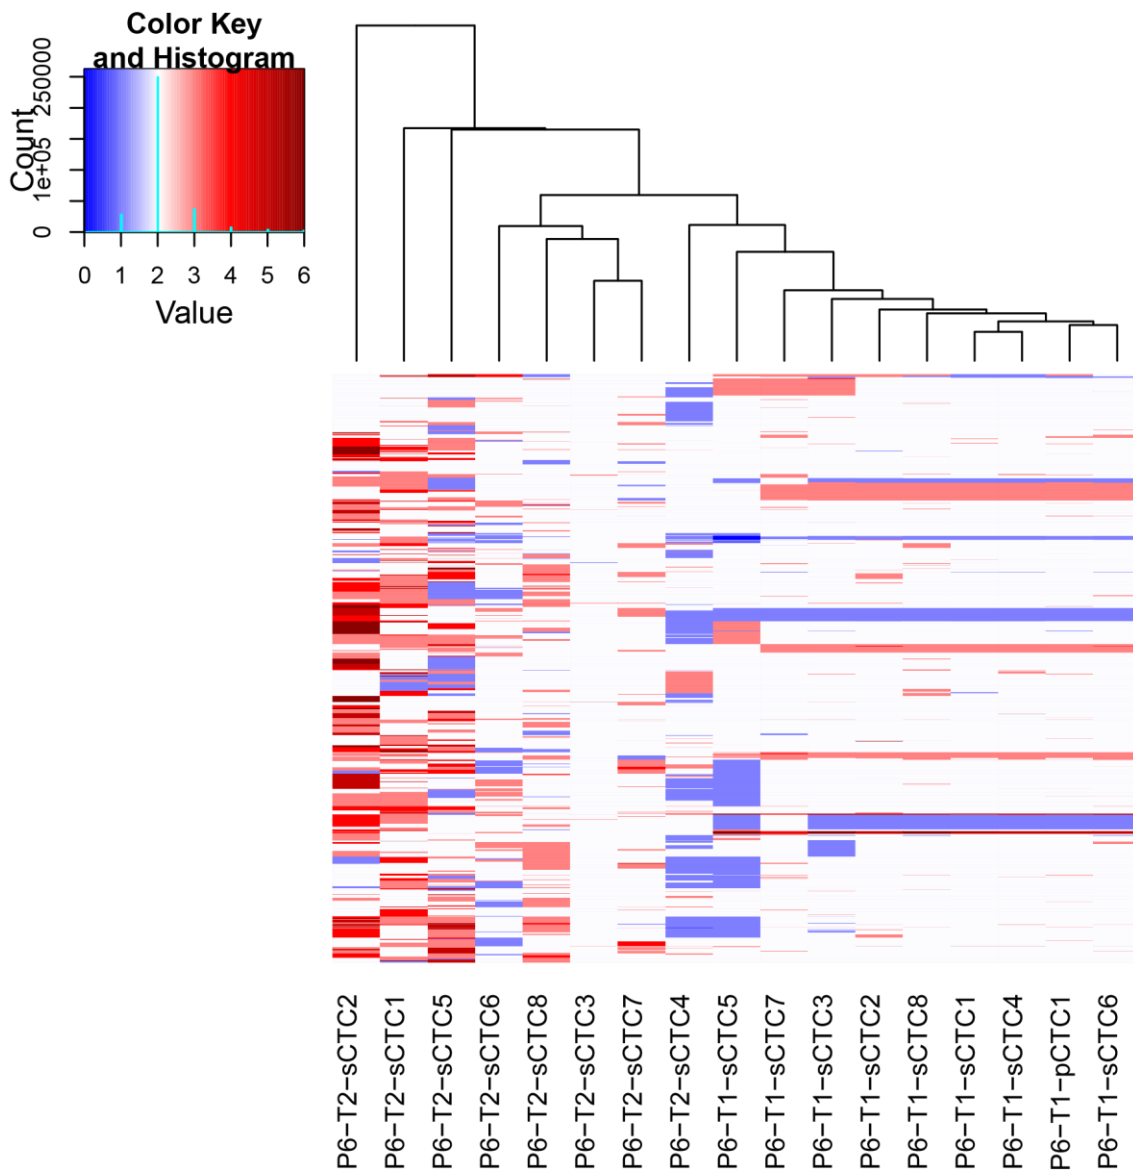 Color Key
and Histogram
Count
0
1e+05
250000
0 1 2 3 4 5 6
Value
P6-T2-sCTC2
P6-T2-sCTC1
P6-T2-sCTC5
P6-T2-sCTC6
P6-T2-sCTC8
P6-T2-sCTC3
P6-T2-sCTC7
P6-T2-sCTC4
P6-T1-sCTC5
P6-T1-sCTC7
P6-T1-sCTC3
P6-T1-sCTC2
P6-T1-sCTC8
P6-T1-sCTC1
P6-T1-sCTC4
P6-T1-pCTC1
P6-T1-sCTC6